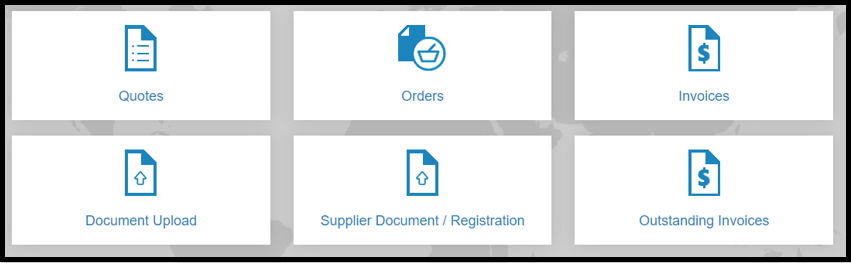 Quotes
Orders
Invoices
Document Upload
Supplier Document / Registration
Outstanding Invoices